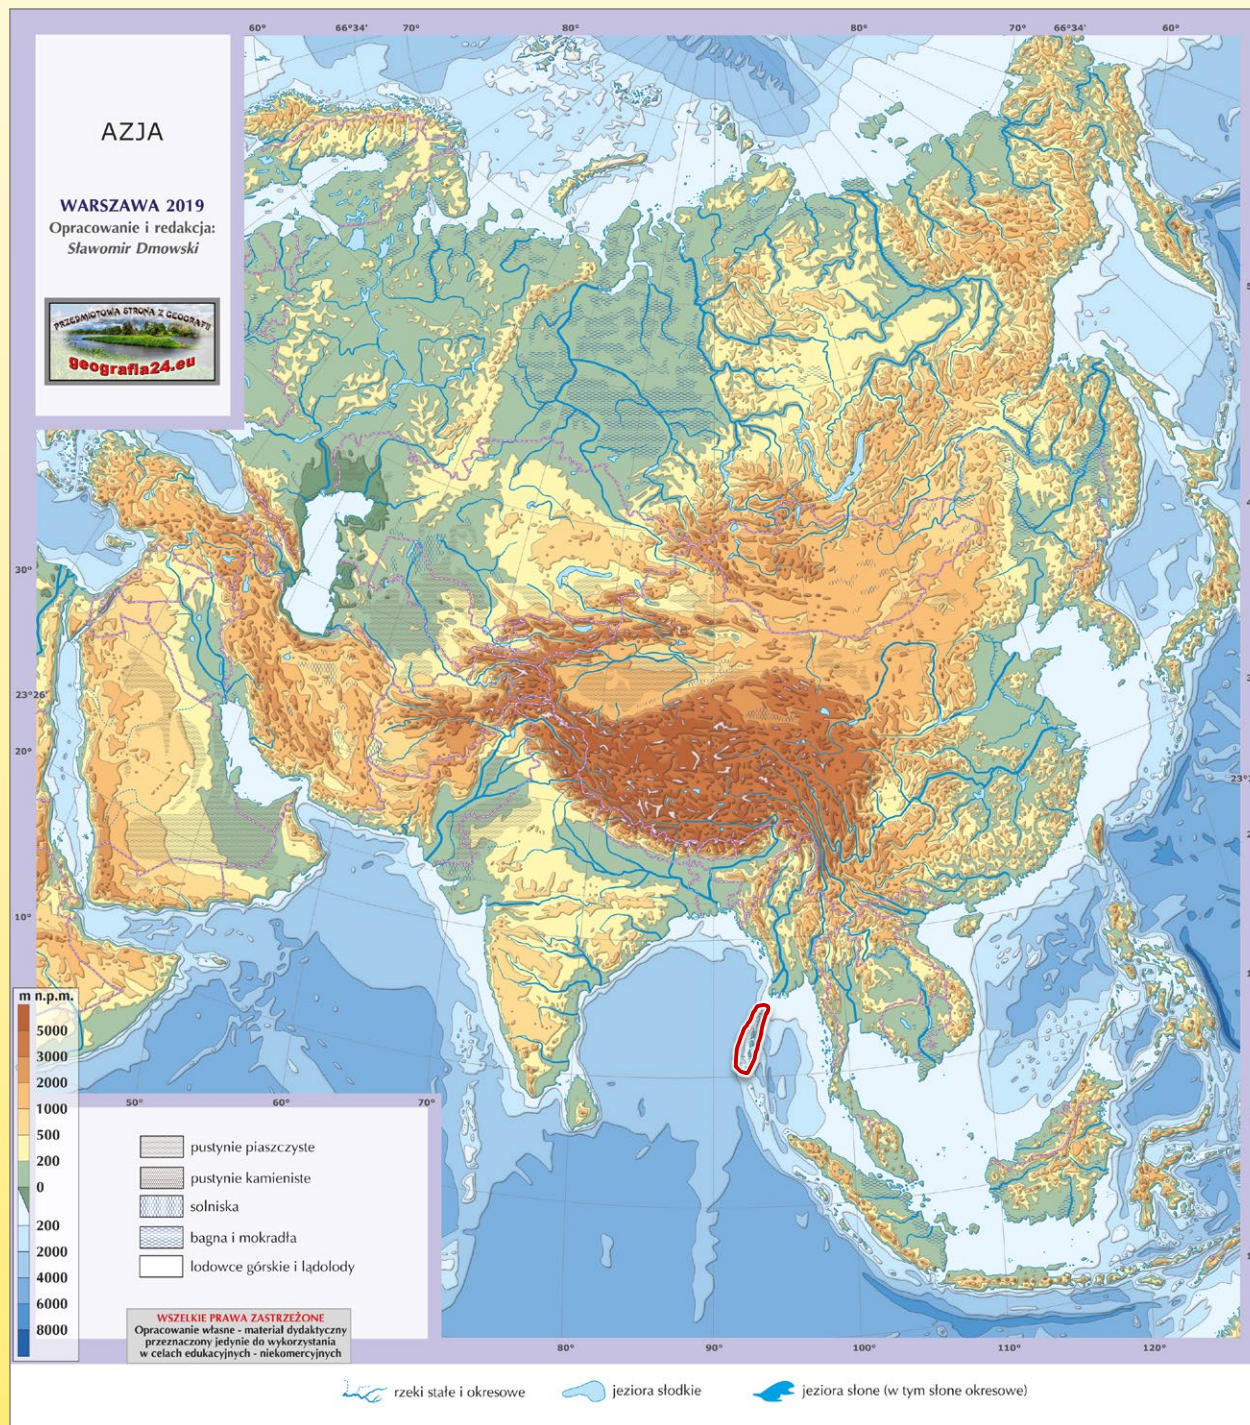 60°
66°34'
70°
80°
80°
70°
66°34'
60°
AZJA
WARSZAWA 2019
Opracowanie i redakcja:
Sławomir Dmowski
PRZEDMIOTOWA STRONA Z GEOGRAFII
geografia24.eu
30°
23°26'
20°
10°
m n.p.m.
5000
3000
2000
1000
500
200
0
200
2000
4000
6000
8000
50°
60°
70°
pustynie piaszczyste
pustynie kamieniste
solniska
bagna i mokradła
lodowce górskie i lądolody
WSZELKIE PRAWA ZASTRZEŻONE
Opracowanie własne - materiał dydaktyczny
przeznaczony jedynie do wykorzystania
w celach edukacyjnych - niekomercyjnych
80°
90°
100°
110°
120°
rzeki stałe i okresowe
jeziora słodkie
jeziora słone (w tym słone okresowe)